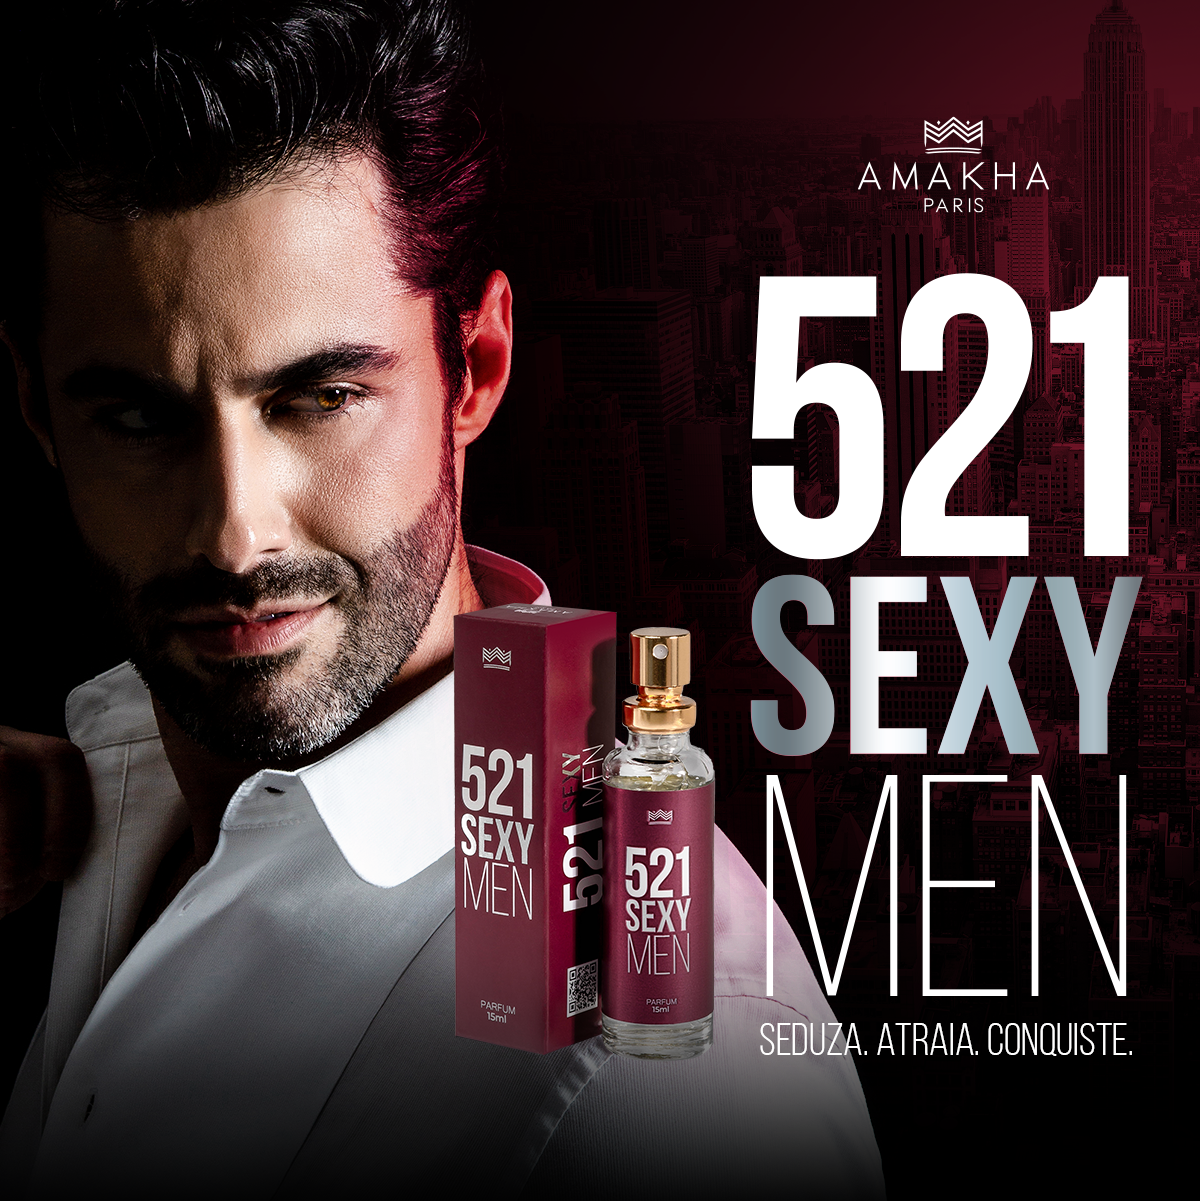 AMAKHA
PARIS
521
SEXY
MEN
SEDUZA. ATRAIA. CONQUISTE.
521
SEXY
MEN
PARFUM
15ml
521 SEXY MEN
521
SEXY
MEN
PARFUM
15ml